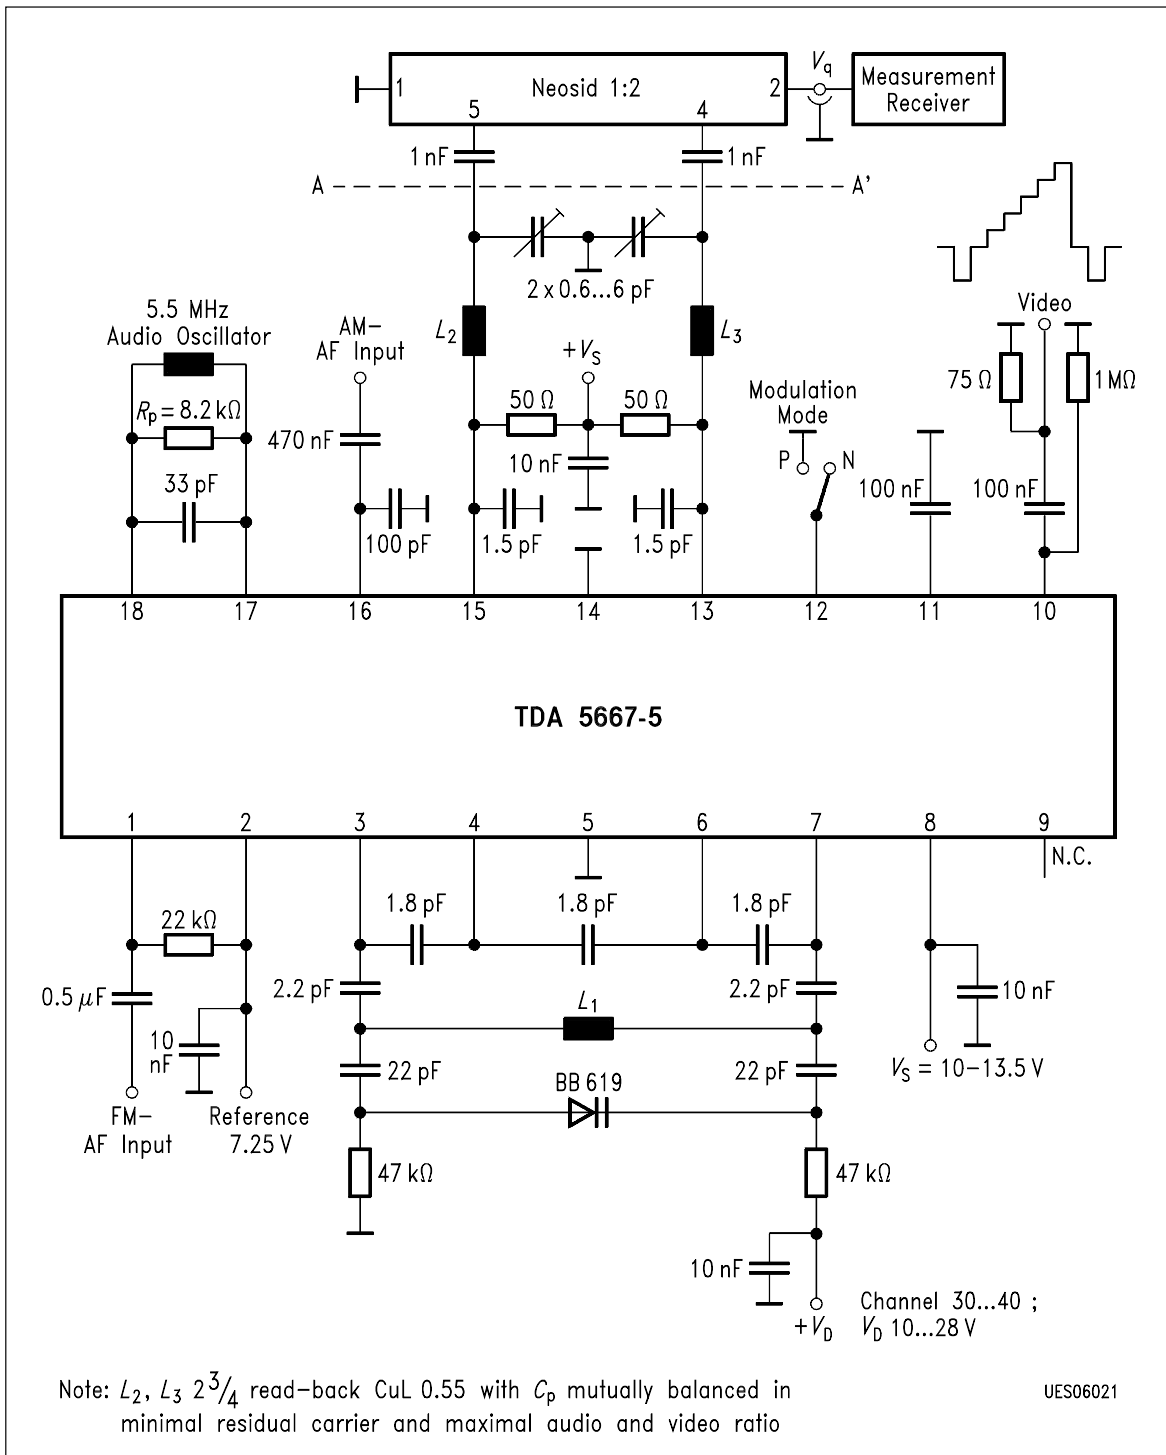 Neosid 1:2
1
5
4
2
Vq
Measurement
Receiver
1 nF
1 nF
A
A'
2 x 0.6...6 pF
5.5 MHz
Audio Oscillator
AM-
AF Input
L2
L3
+VS
Video
Rp = 8.2 kΩ
470 nF
50 Ω
50 Ω
10 nF
Modulation
Mode
P
N
75 Ω
1 MΩ
33 pF
100 pF
1.5 pF
1.5 pF
100 nF
100 nF
18
17
16
15
14
13
12
11
10
TDA 5667-5
1
2
3
4
5
6
7
8
9
N.C.
22 kΩ
1.8 pF
1.8 pF
1.8 pF
0.5 μF
10
nF
2.2 pF
2.2 pF
L1
10 nF
22 pF
22 pF
VS = 10-13.5 V
BB 619
FM-
AF Input
Reference
7.25 V
47 kΩ
47 kΩ
10 nF
+VD
Channel 30...40 ;
VD 10...28 V
Note: L2, L3 2 3/4 read-back CuL 0.55 with Cp mutually balanced in
minimal residual carrier and maximal audio and video ratio
UES06021